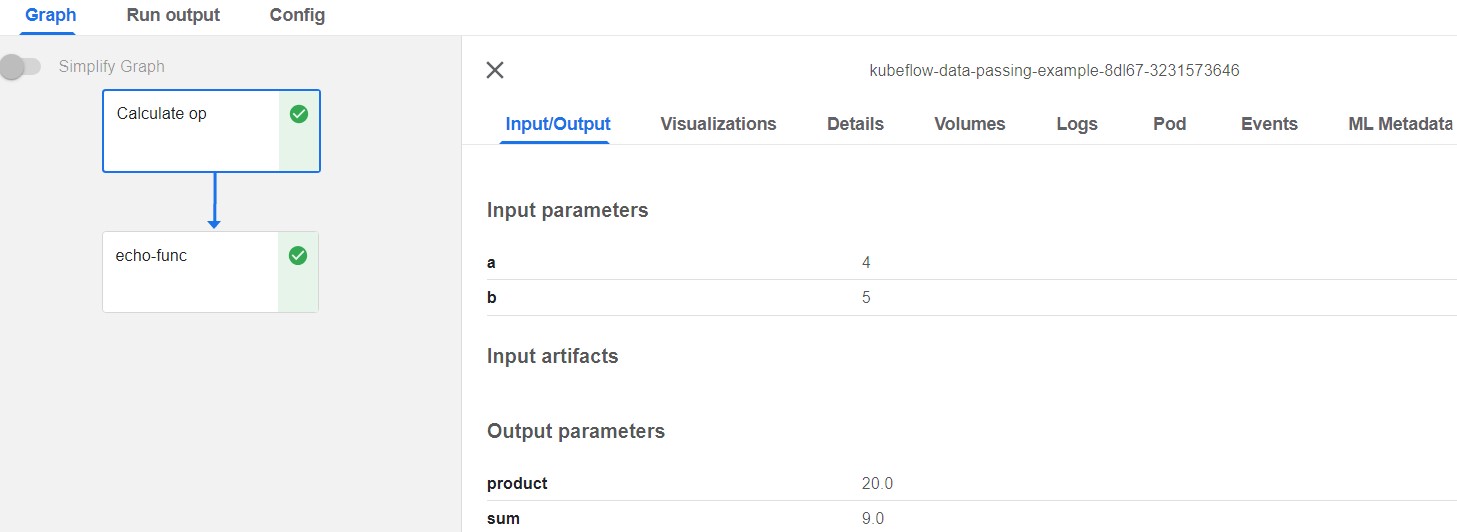 Graph Run output Config
Simplify Graph
Calculate op
echo-func
kubeflow-data-passing-example-8dl67-3231573646
Input/Output Visualizations Details Volumes Logs Pod Events ML Metadata
Input parameters
a 4
b 5
Input artifacts
Output parameters
product 20.0
sum 9.0